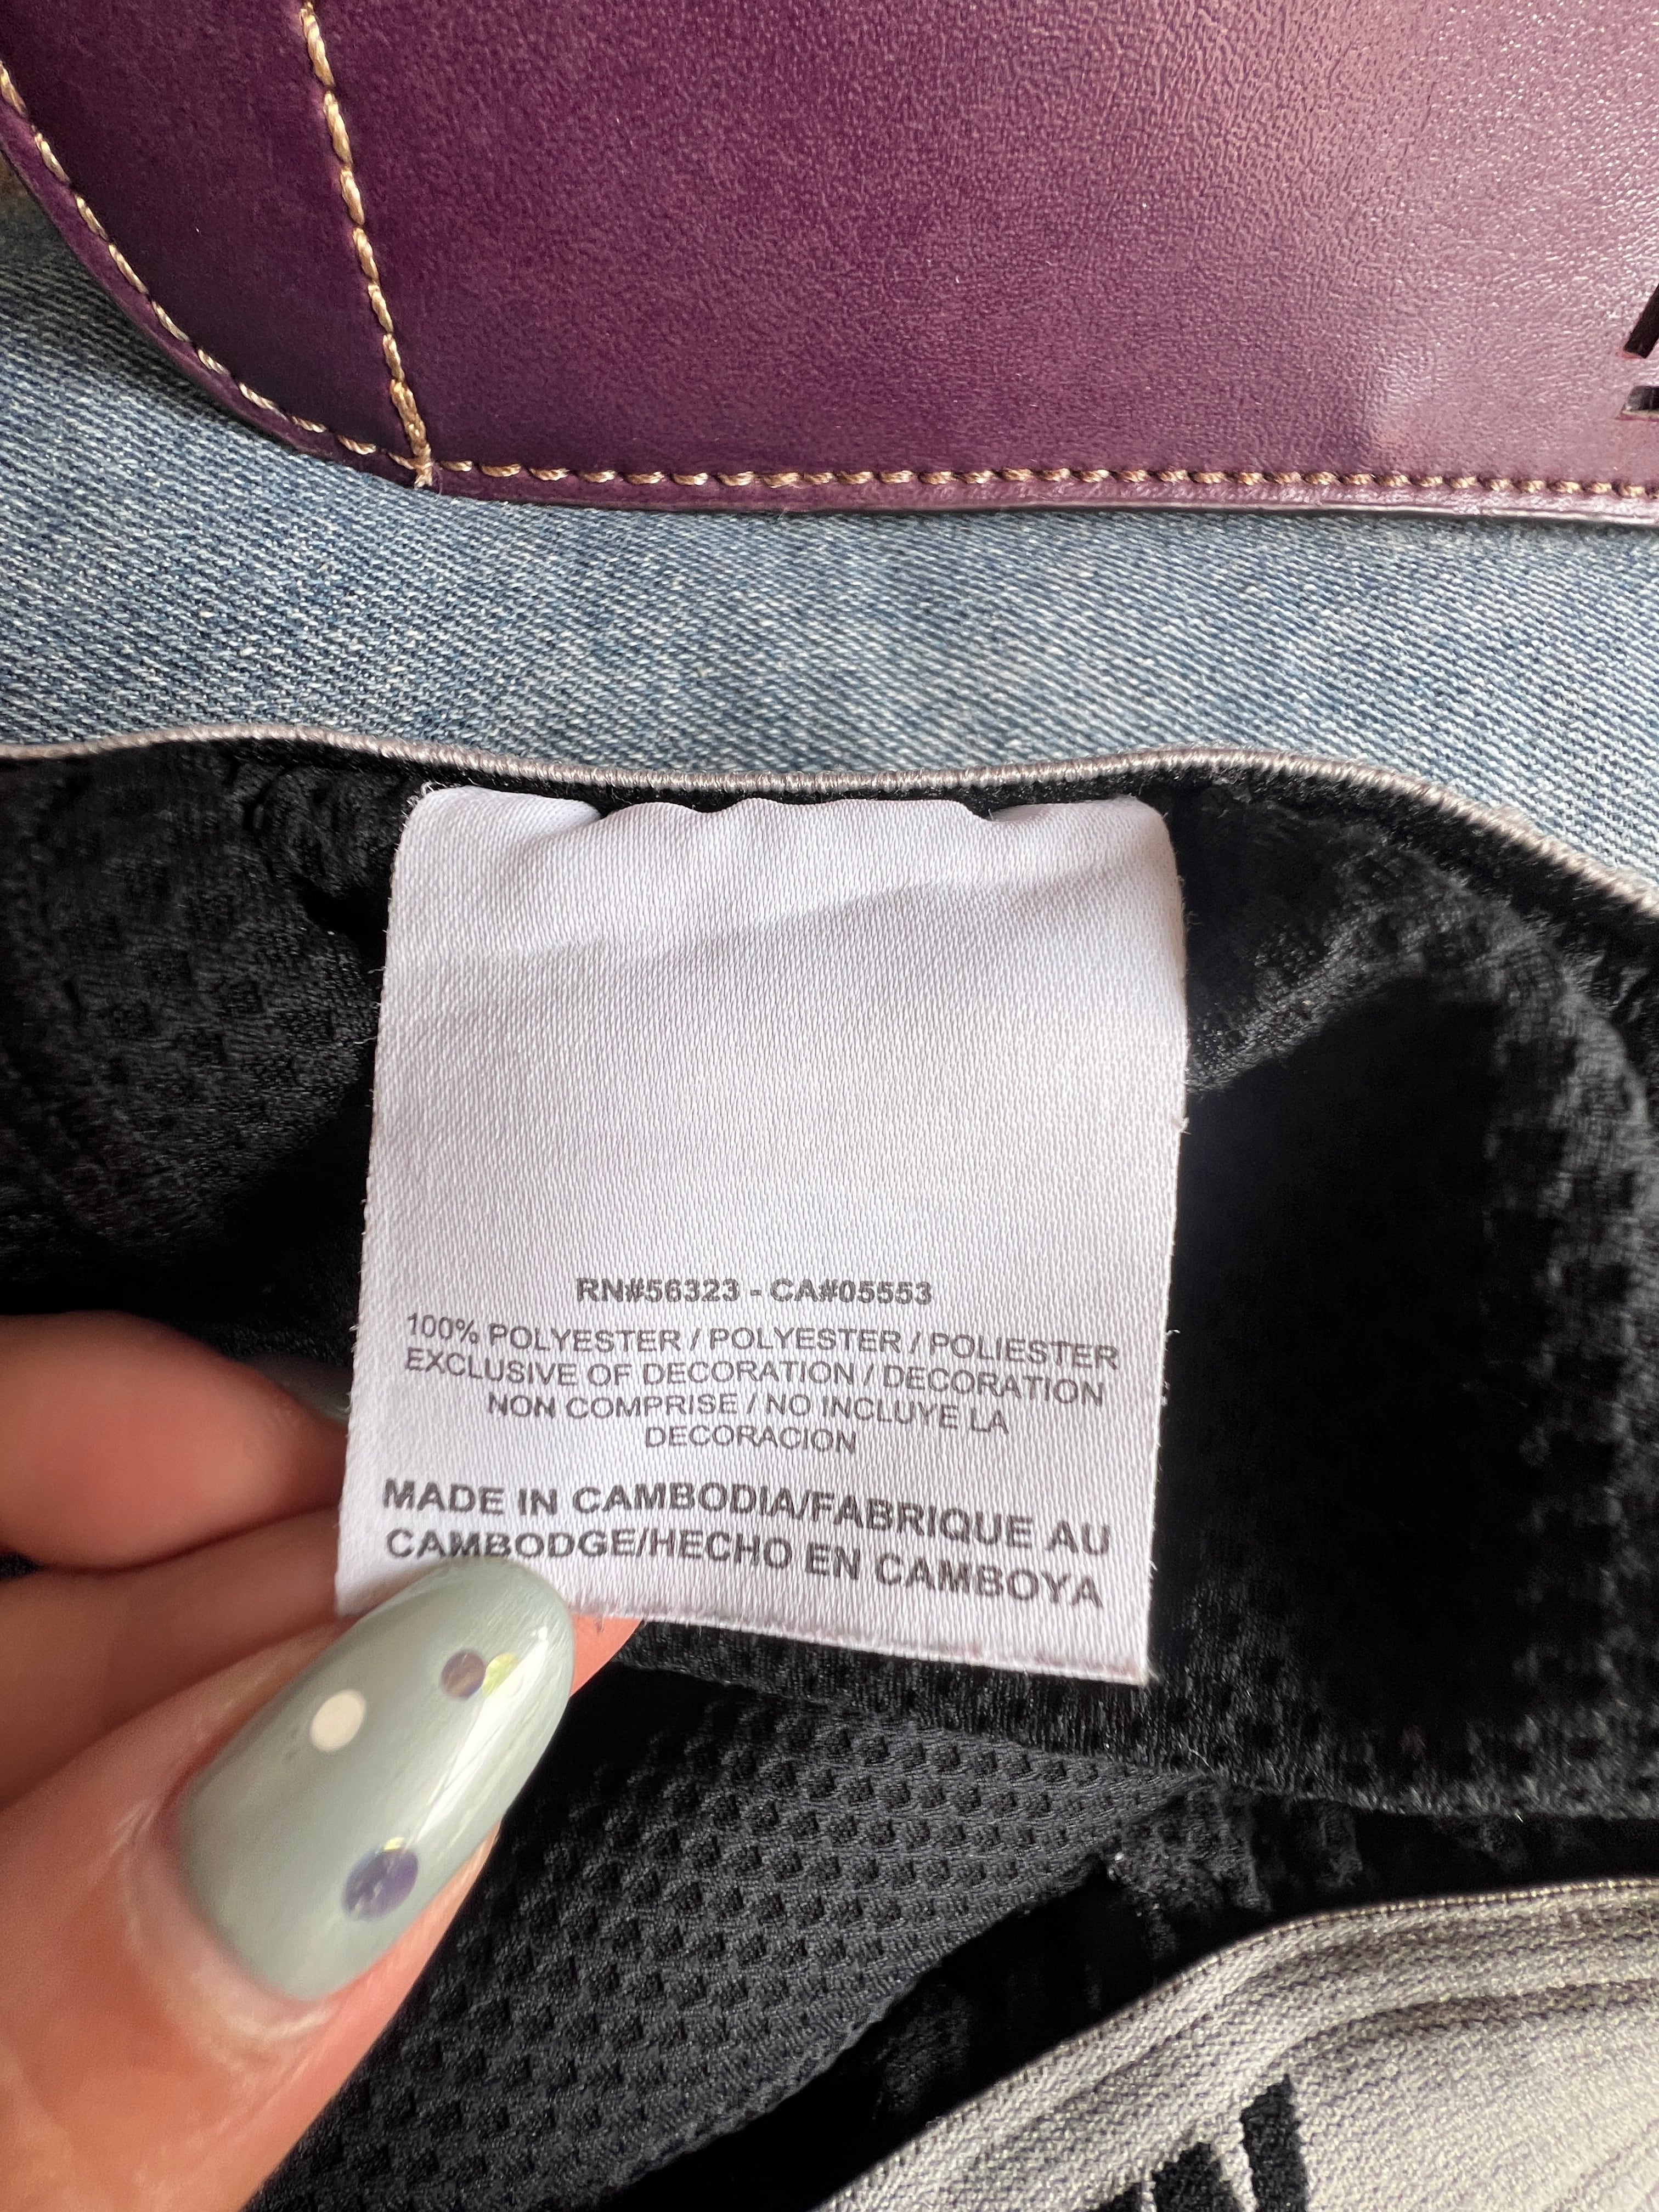 RN#56323 - CA#05553
100% POLYESTER / POLYESTER / POLIESTER
EXCLUSIVE OF DECORATION / DECORATION
NON COMPRISE / NO INCLUYE LA
DECORACION
MADE IN CAMBODIA/FABRIQUE AU
CAMBODGE/HECHO EN CAMBOYA